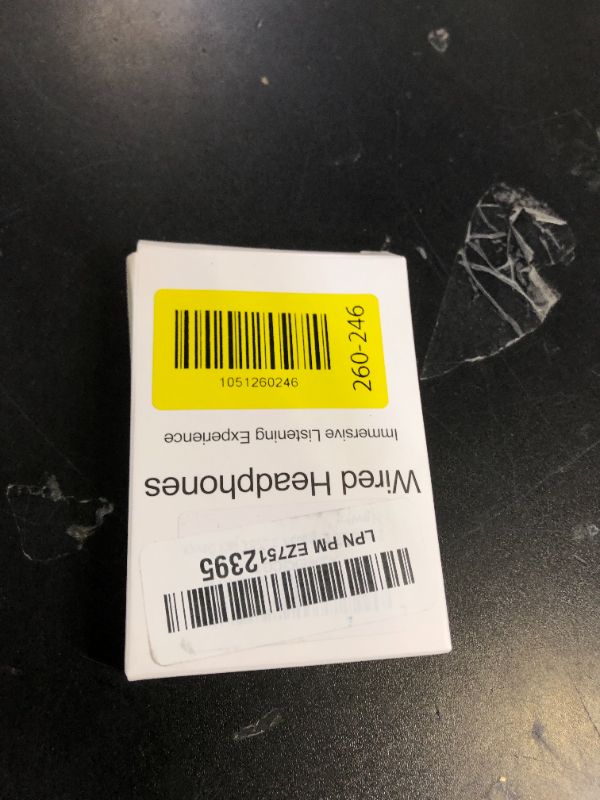 1051260246
260-246
Immersive Listening Experience
Wired Headphones
LPN PM EZ7512395